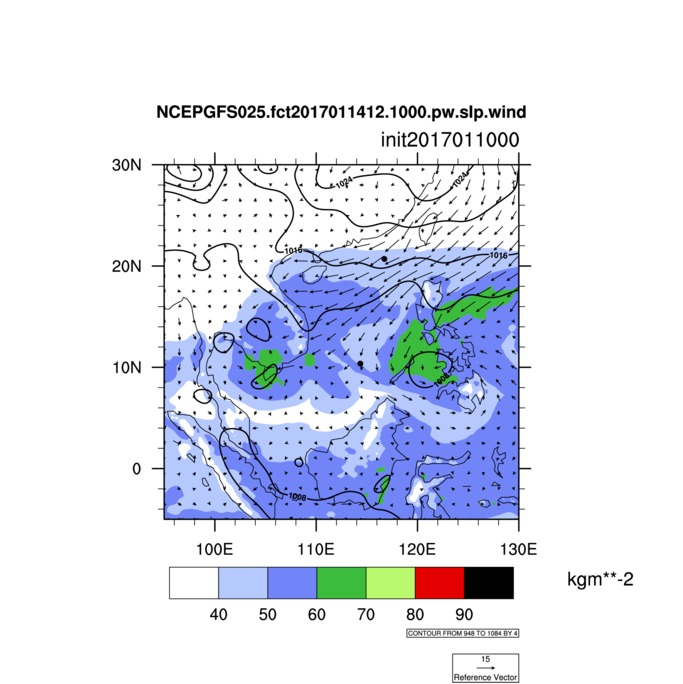 NCEPGFS025.fct2017011412.1000.pw.slp.wind
init2017011000
30N
1024
1024
1016
1016
20N
10N
1008
0
1008
100E 110E 120E 130E
kgm**-2
40 50 60 70 80 90
CONTOUR FROM 948 TO 1084 BY 4
15
Reference Vector